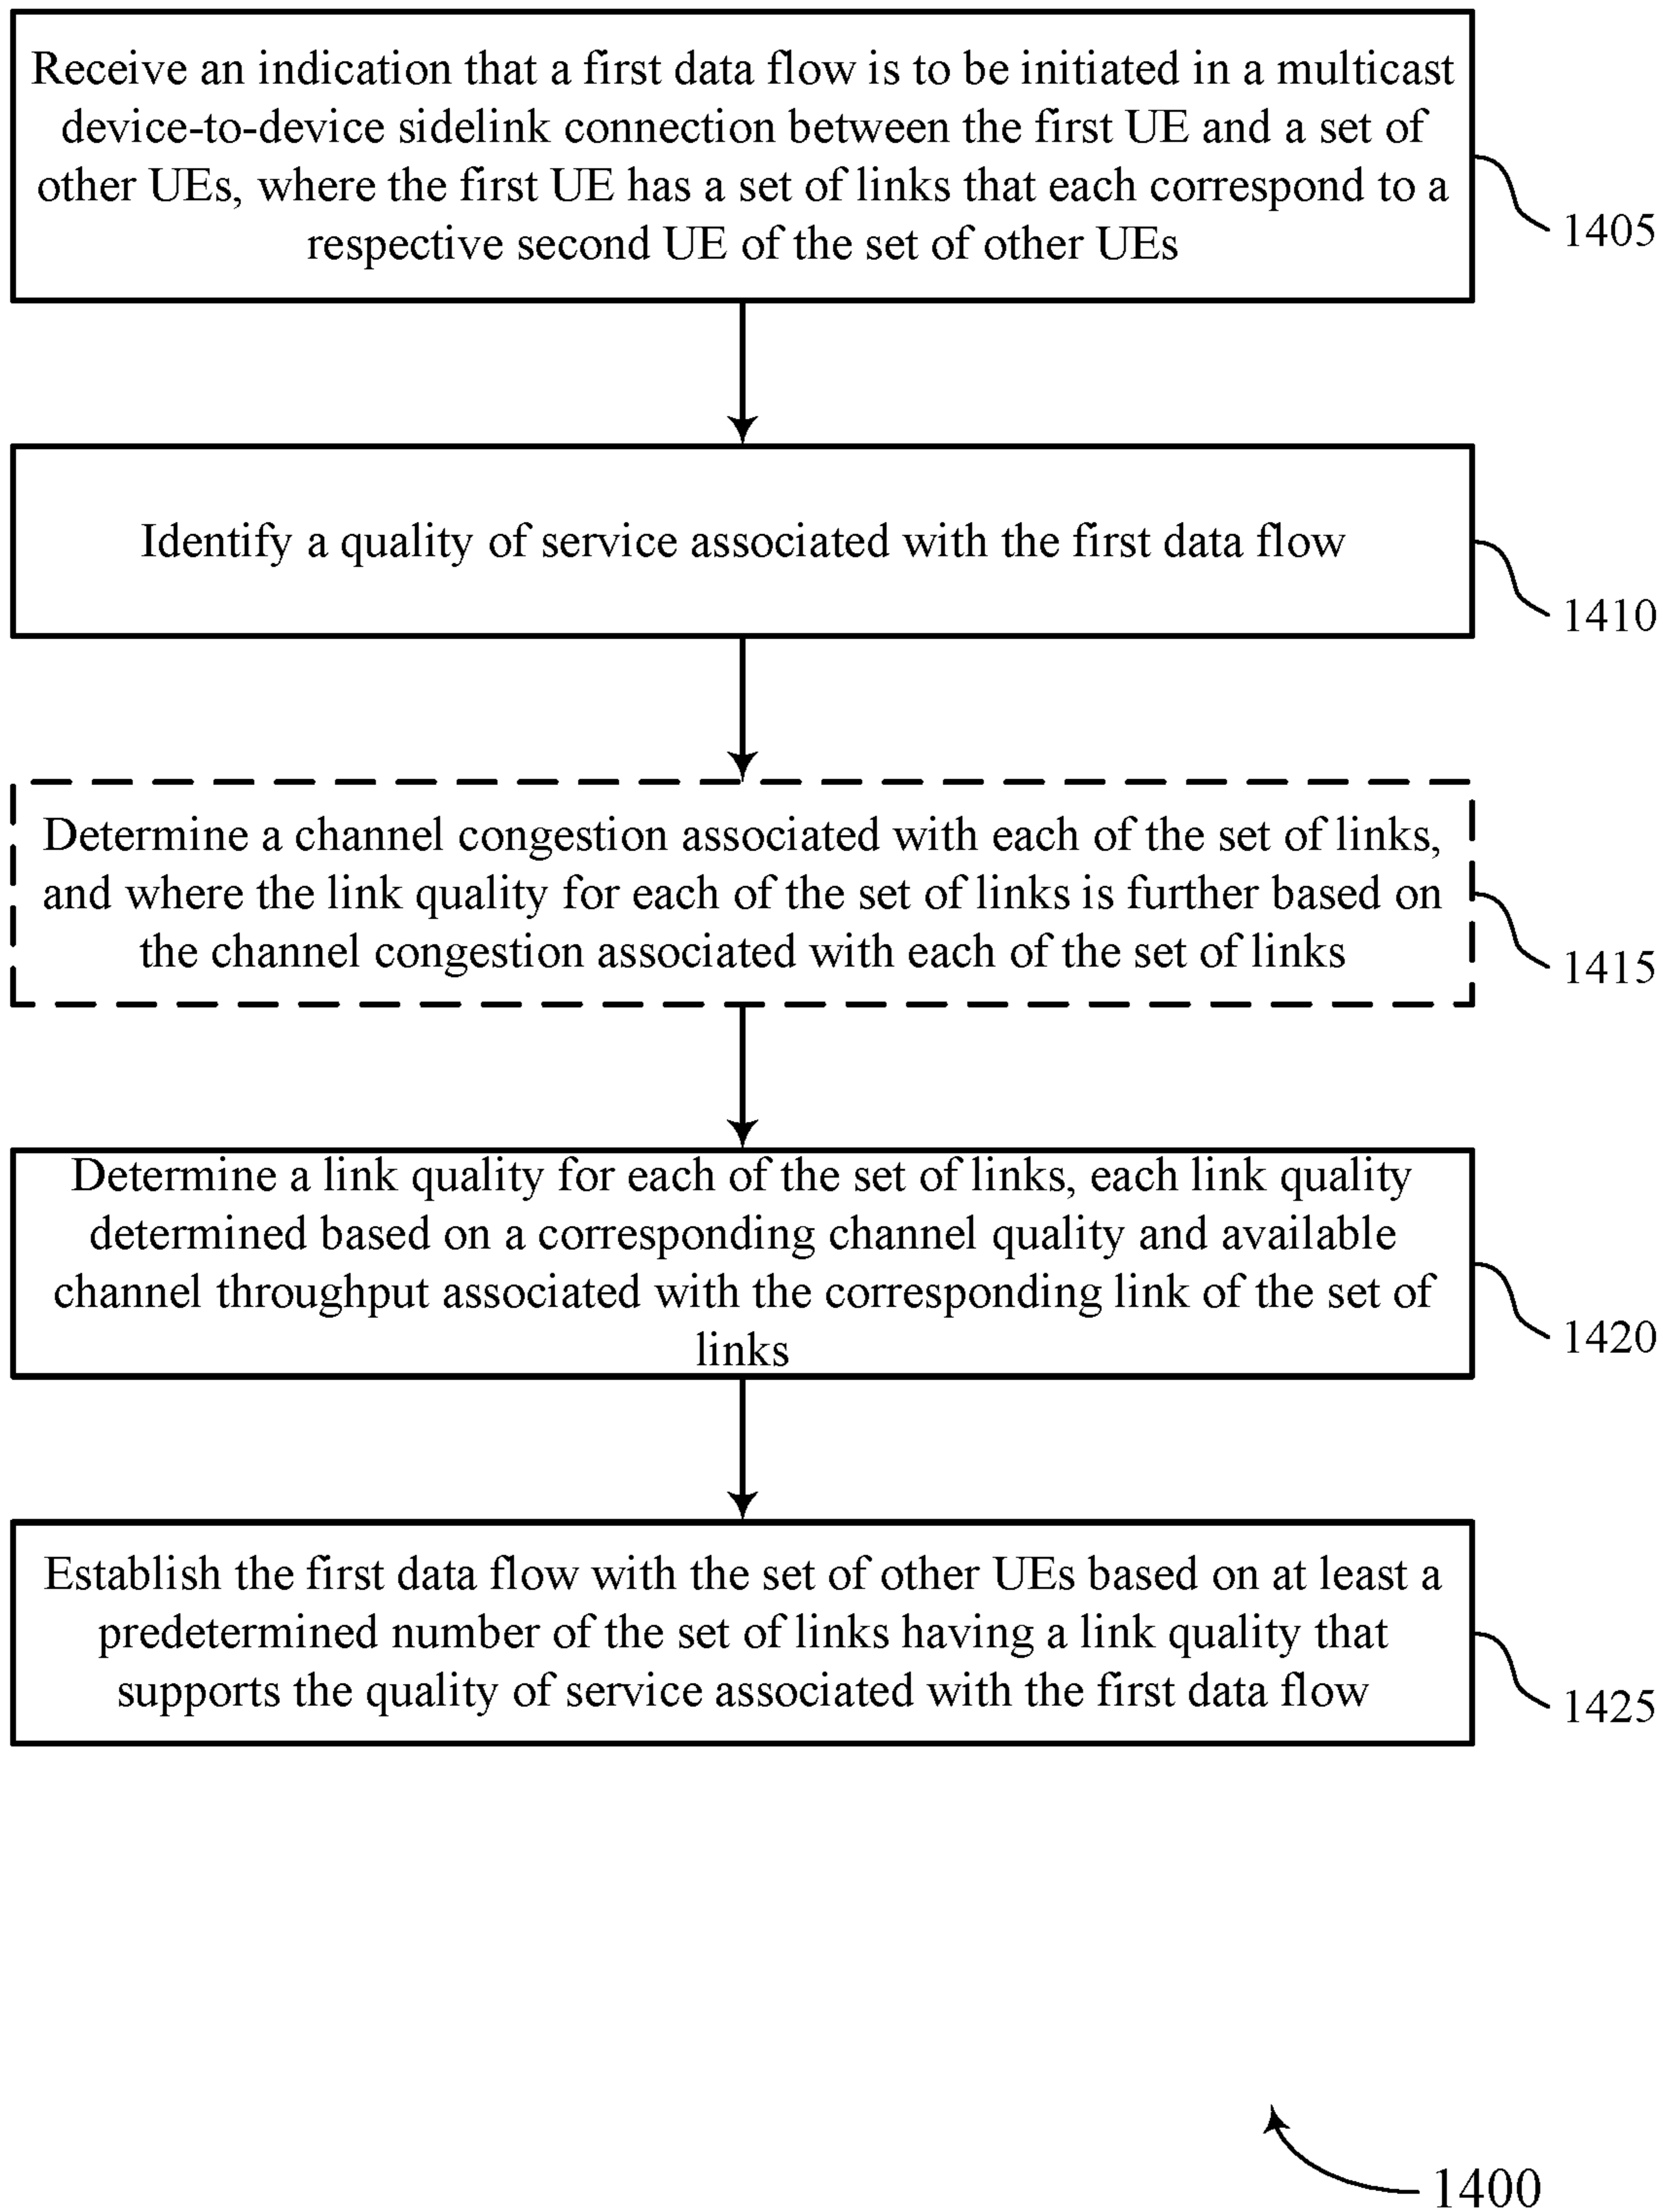 Receive an indication that a first data flow is to be initiated in a multicast
device-to-device sidelink connection between the first UE and a set of
other UEs, where the first UE has a set of links that each correspond to a
respective second UE of the set of other UEs
1405
Identify a quality of service associated with the first data flow
1410
Determine a channel congestion associated with each of the set of links,
and where the link quality for each of the set of links is further based on
the channel congestion associated with each of the set of links
1415
Determine a link quality for each of the set of links, each link quality
determined based on a corresponding channel quality and available
channel throughput associated with the corresponding link of the set of
links
1420
Establish the first data flow with the set of other UEs based on at least a
predetermined number of the set of links having a link quality that
supports the quality of service associated with the first data flow
1425
1400